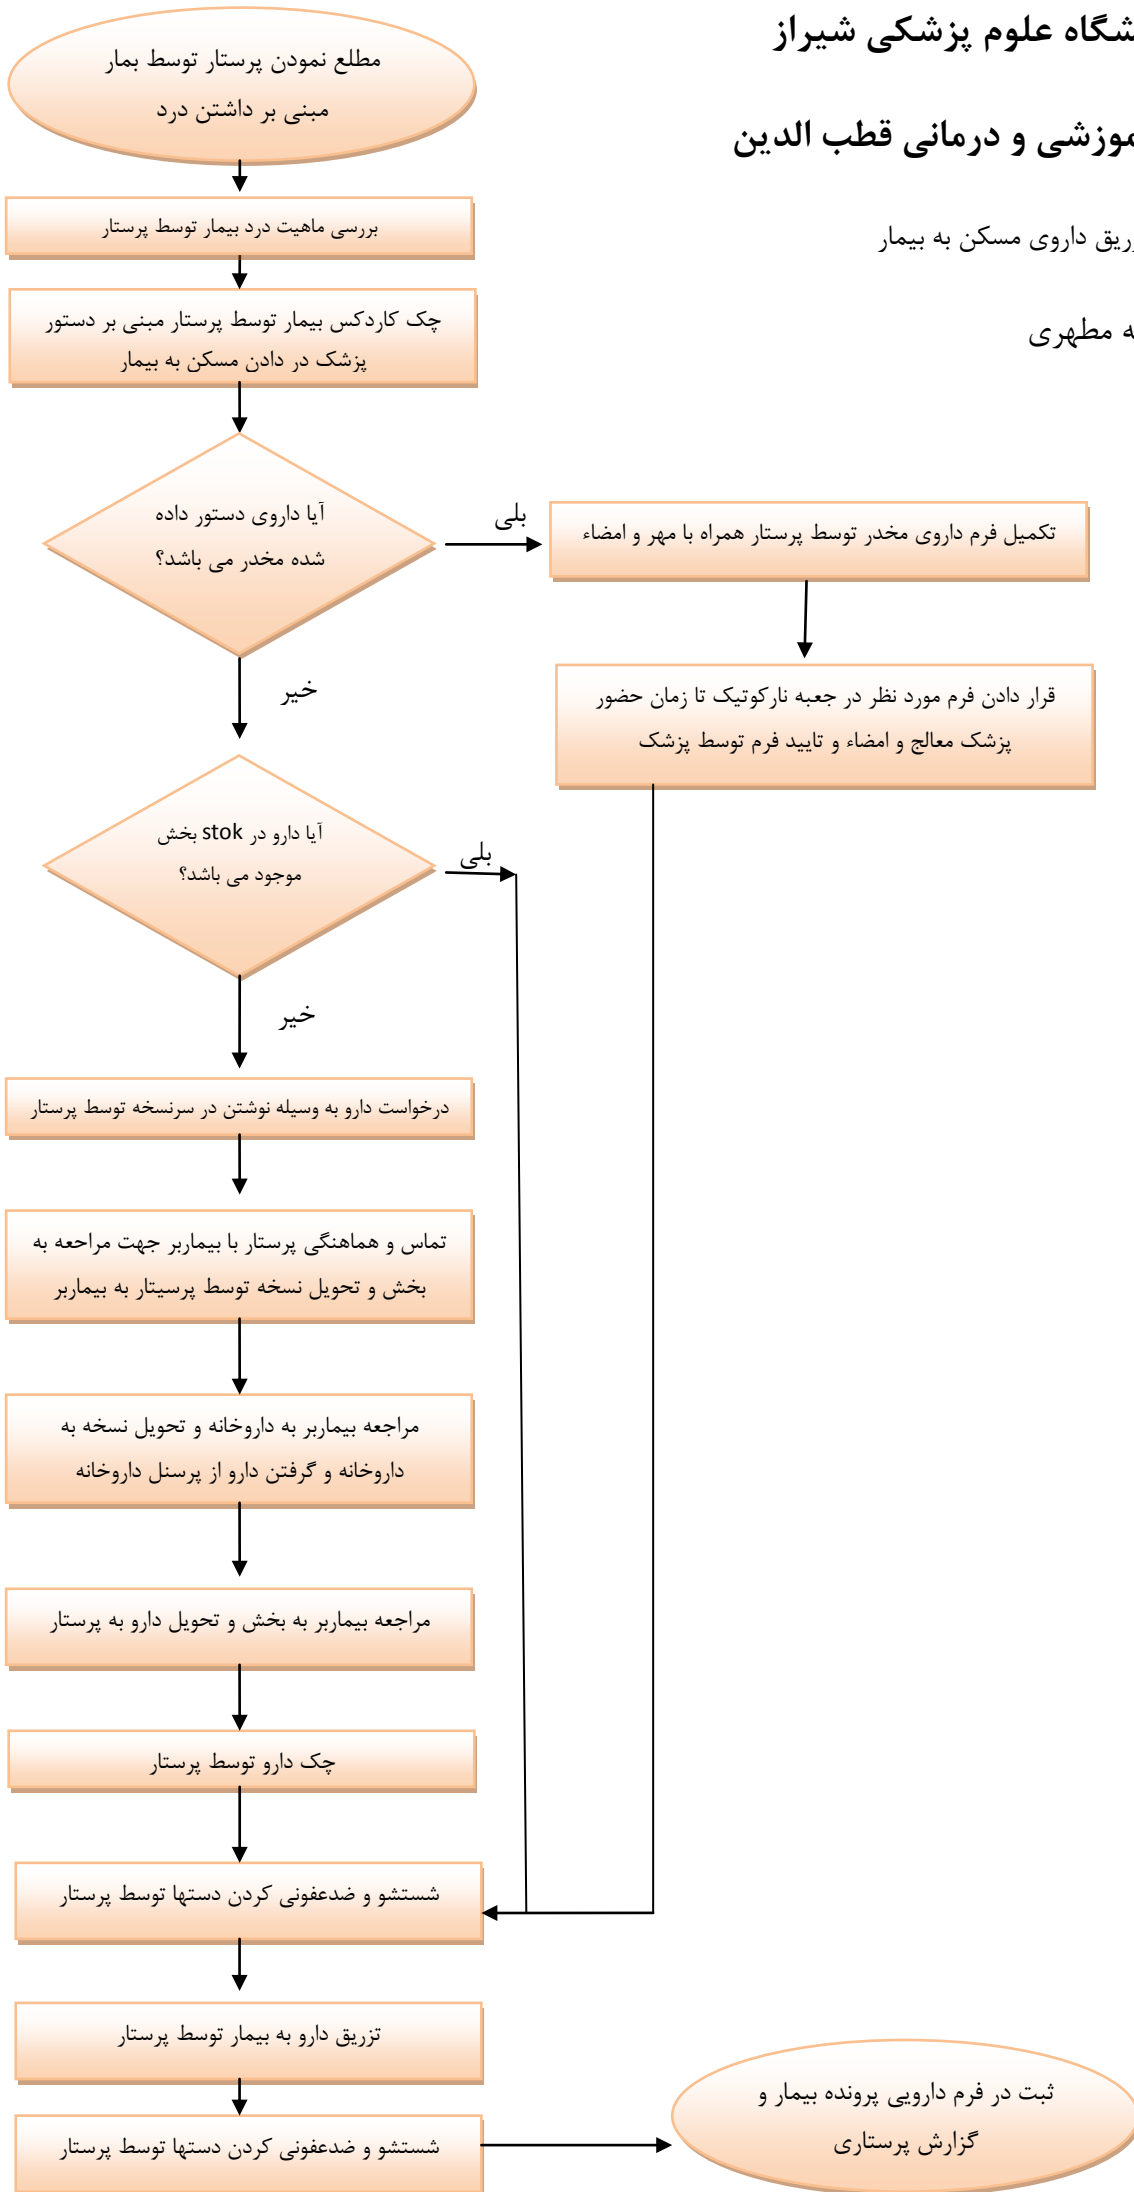 شگاه علوم پزشکی شیراز
موزشی و درمانی قطب الدین
ریق داروی مسکن به بیمار
ه مطهری
مطلع نمودن پرستار توسط بمار
مبنی بر داشتن درد
بررسی ماهیت درد بیمار توسط پرستار
چک کاردکس بیمار توسط پرستار مبنی بر دستور
پزشک در دادن مسکن به بیمار
آیا داروی دستور داده
شده مخدر می باشد؟
بلی
تکمیل فرم داروی مخدر توسط پرستار همراه با مهر و امضاء
قرار دادن فرم مورد نظر در جعبه نارکوتیک تا زمان حضور
پزشک معالج و امضاء و تایید فرم توسط پزشک
خیر
آیا دارو در stok بخش
موجود می باشد؟
بلی
خیر
درخواست دارو به وسیله نوشتن در سرنسخه توسط پرستار
تماس و هماهنگی پرستار با بیماربر جهت مراحعه به
بخش و تحویل نسخه توسط پرسیتار به بیماربر
مراجعه بیماربر به داروخانه و تحویل نسخه به
داروخانه و گرفتن دارو از پرسنل داروخانه
مراجعه بیماربر به بخش و تحویل دارو به پرستار
چک دارو توسط پرستار
شستشو و ضدعفونی کردن دستها توسط پرستار
تزریق دارو به بیمار توسط پرستار
شستشو و ضدعفونی کردن دستها توسط پرستار
ثبت در فرم دارویی پرونده بیمار و
گزارش پرستاری